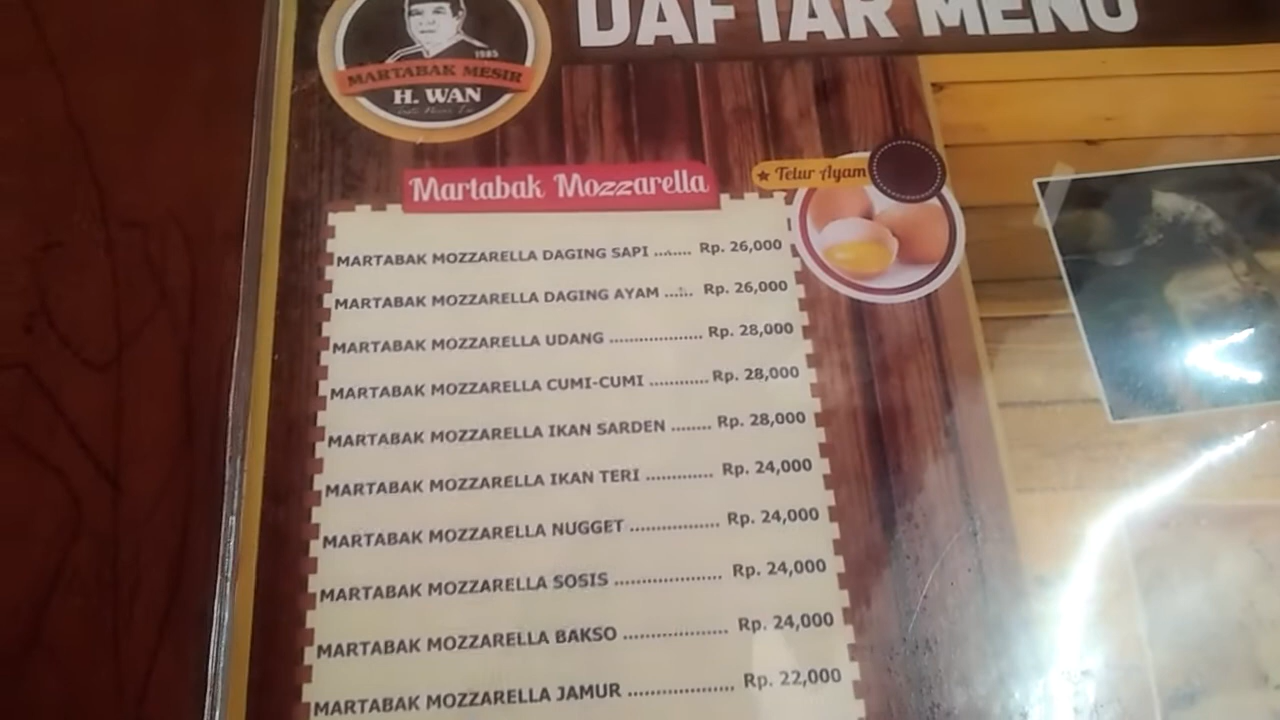 DAFTAR MENU
1985
MARTABAK MESIR
H. WAN
Martabak Mozzarella
★ Telur Ayam
MARTABAK MOZZARELLA DAGING SAPI ........ Rp. 26,000
MARTABAK MOZZARELLA DAGING AYAM ...... Rp. 26,000
MARTABAK MOZZARELLA UDANG ................... Rp. 28,000
MARTABAK MOZZARELLA CUMI-CUMI ............ Rp. 28,000
MARTABAK MOZZARELLA IKAN SARDEN ........ Rp. 28,000
MARTABAK MOZZARELLA IKAN TERI ............. Rp. 24,000
MARTABAK MOZZARELLA NUGGET .................. Rp. 24,000
MARTABAK MOZZARELLA SOSIS ..................... Rp. 24,000
MARTABAK MOZZARELLA BAKSO ................... Rp. 24,000
MARTABAK MOZZARELLA JAMUR ................... Rp. 22,000